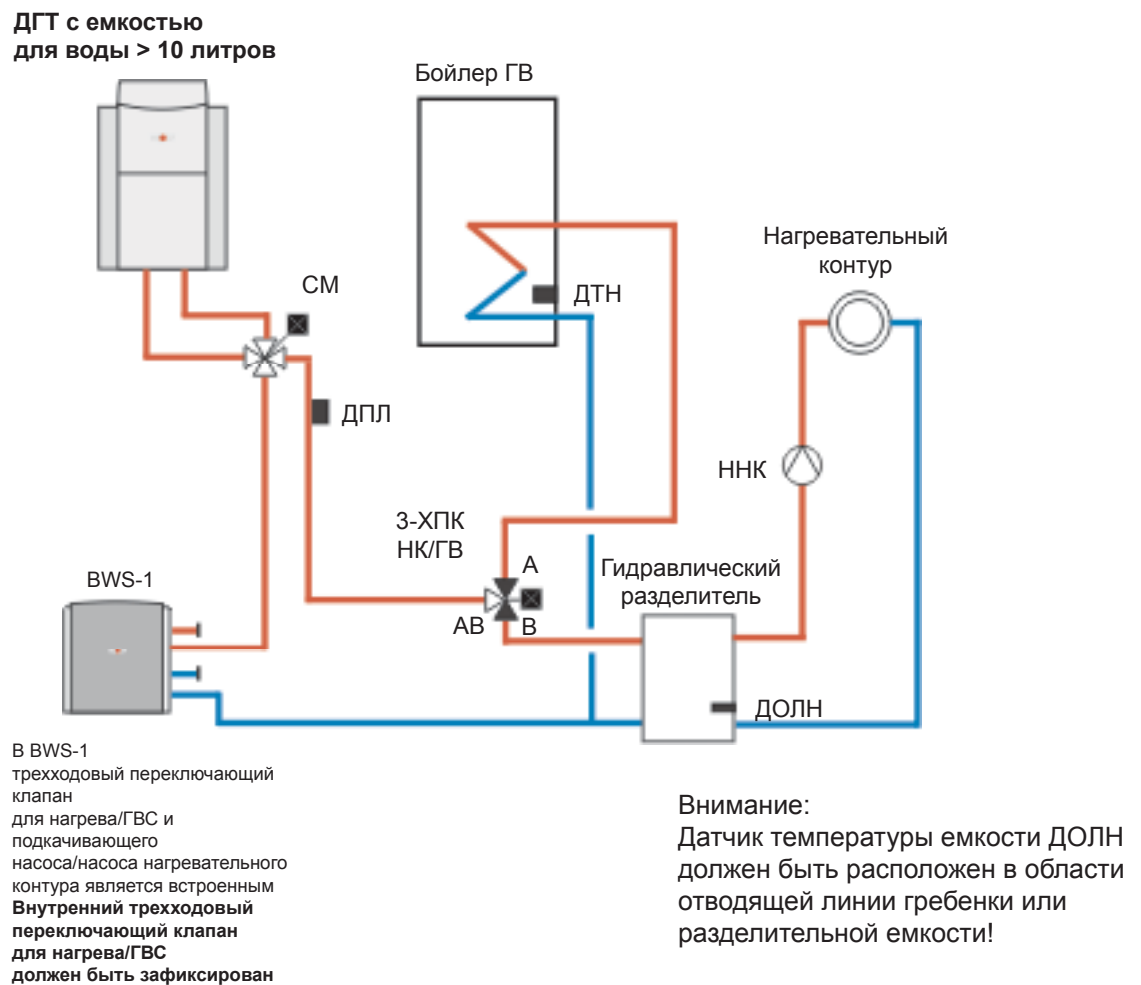 ДГТ с емкостью
для воды > 10 литров
Бойлер ГВ
Нагревательный
контур
СМ
ДТН
ДПЛ
ННК
3-ХПК
НК/ГВ
A
AB
B
Гидравлический
разделитель
BWS-1
ДОЛН
В BWS-1
трехходовый переключающий
клапан
для нагрева/ГВС и
подкачивающего
насоса/насоса нагревательного
контура является встроенным
Внутренний трехходовый
переключающий клапан
для нагрева/ГВС
должен быть зафиксирован
Внимание:
Датчик температуры емкости ДОЛН
должен быть расположен в области
отводящей линии гребенки или
разделительной емкости!